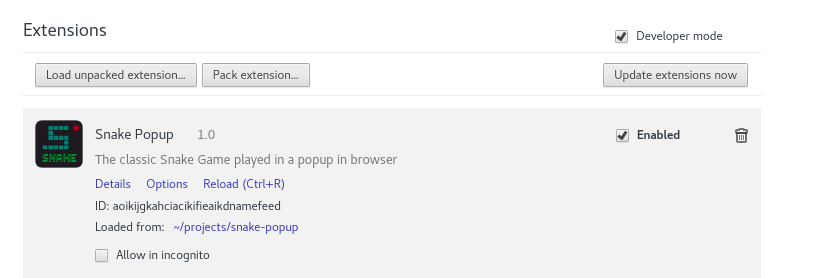 Extensions
Developer mode
Load unpacked extension...
Pack extension...
Update extensions now
SNAKE
Snake Popup 1.0
Enabled
The classic Snake Game played in a popup in browser
Details Options Reload (Ctrl+R)
ID: aoikijgkahciacikifieaikdnamefeed
Loaded from: ~/projects/snake-popup
Allow in incognito